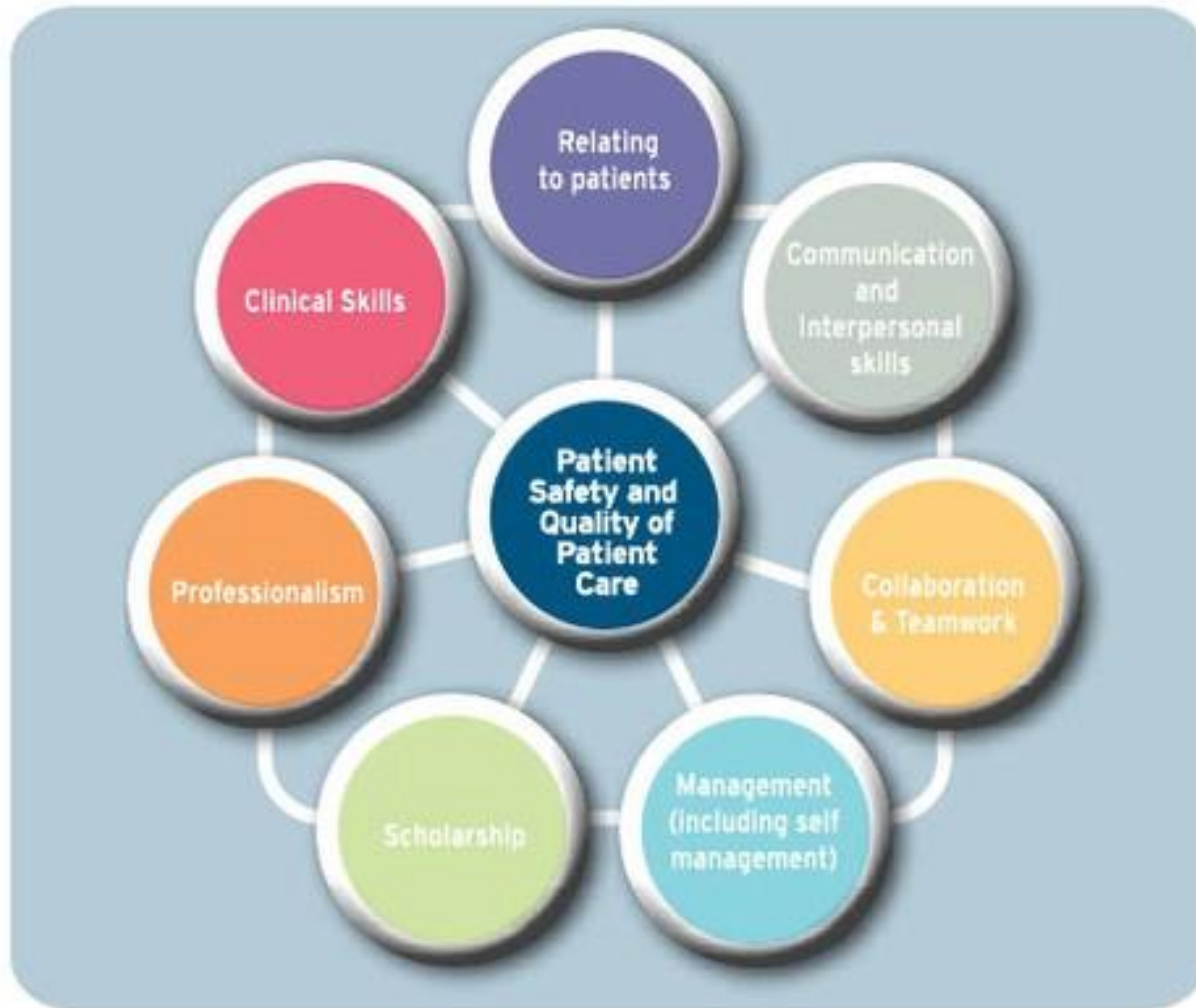 Relating
to patients
Communication
and
Interpersonal
skills
Clinical Skills
Patient
Safety and
Quality of
Patient
Care
Professionalism
Collaboration
& Teamwork
Management
(including self
management)
Scholarship